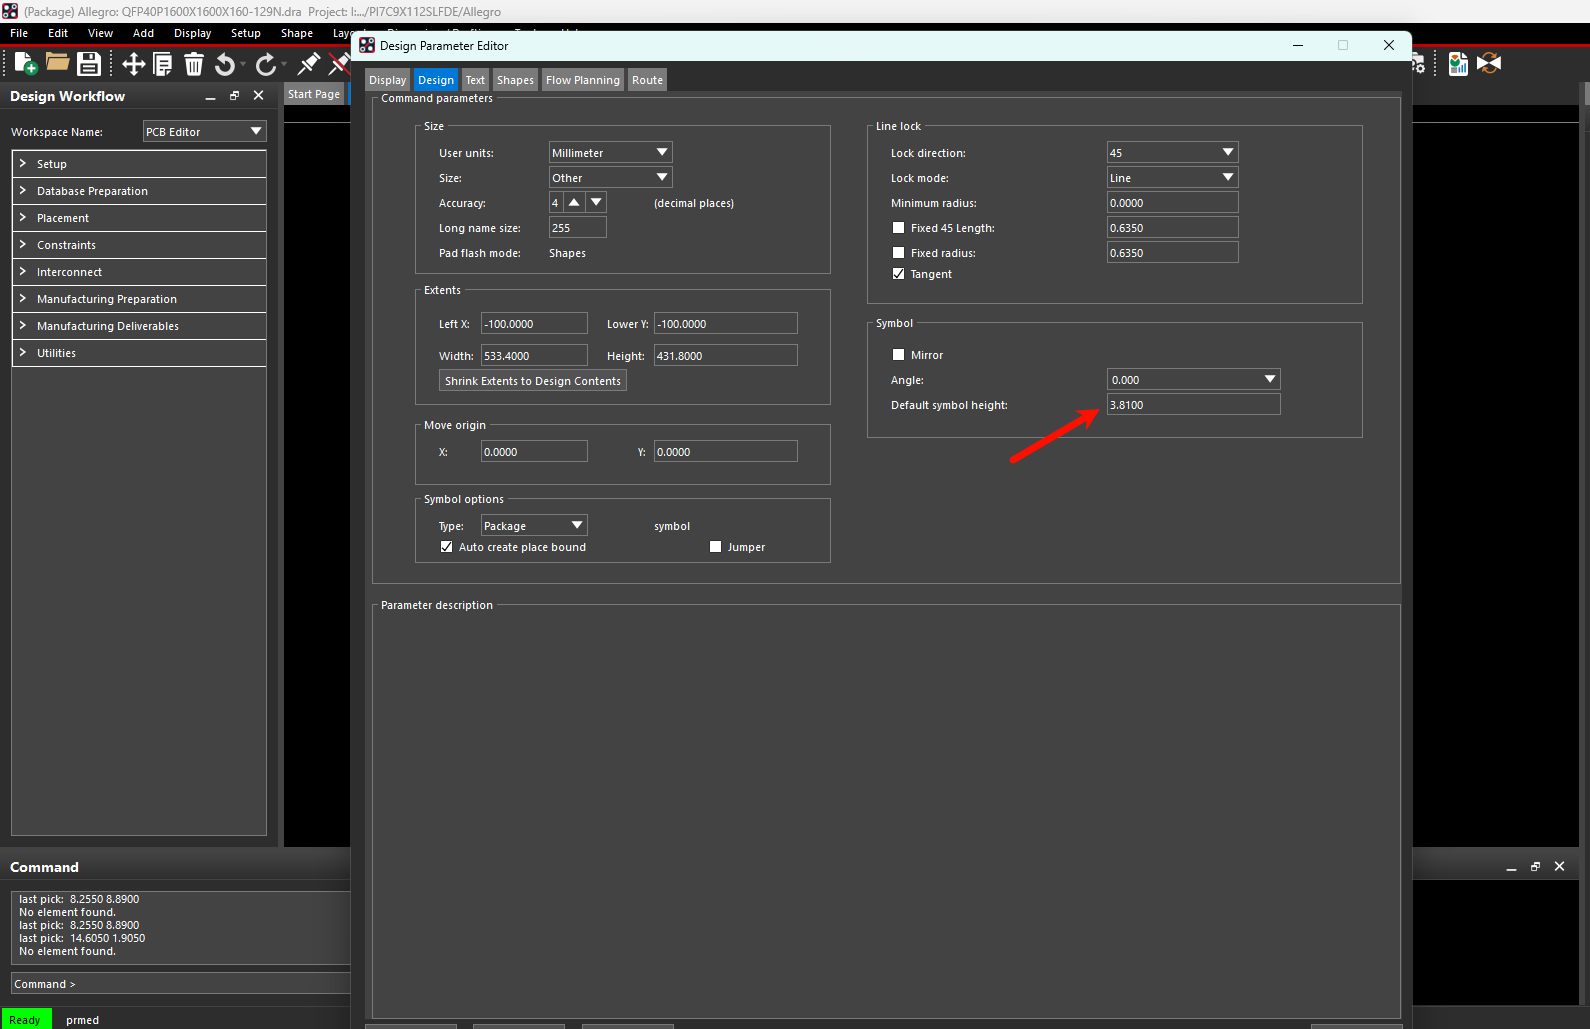 (Package) Allegro: QFP40P1600X1600X160-129N.dra  Project: I:.../PI7C9X112SLFDE/Allegro
File Edit View Add Display Setup Shape
Design Parameter Editor
Design Workflow
Start Page
Workspace Name: PCB Editor
Setup
Database Preparation
Placement
Constraints
Interconnect
Manufacturing Preparation
Manufacturing Deliverables
Utilities
Display Design Text Shapes Flow Planning Route
Command parameters
Size
User units: Millimeter
Size: Other
Accuracy: 4 (decimal places)
Long name size: 255
Pad flash mode: Shapes
Extents
Left X: -100.0000 Lower Y: -100.0000
Width: 533.4000 Height: 431.8000
Shrink Extents to Design Contents
Move origin
X: 0.0000 Y: 0.0000
Symbol options
Type: Package symbol
Auto create place bound Jumper
Line lock
Lock direction: 45
Lock mode: Line
Minimum radius: 0.0000
Fixed 45 Length: 0.6350
Fixed radius: 0.6350
Tangent
Symbol
Mirror
Angle: 0.000
Default symbol height: 3.8100
Parameter description
Command
last pick:  8.2550 8.8900
No element found.
last pick:  8.2550 8.8900
last pick:  14.6050 1.9050
No element found.
Command >
Ready prmed